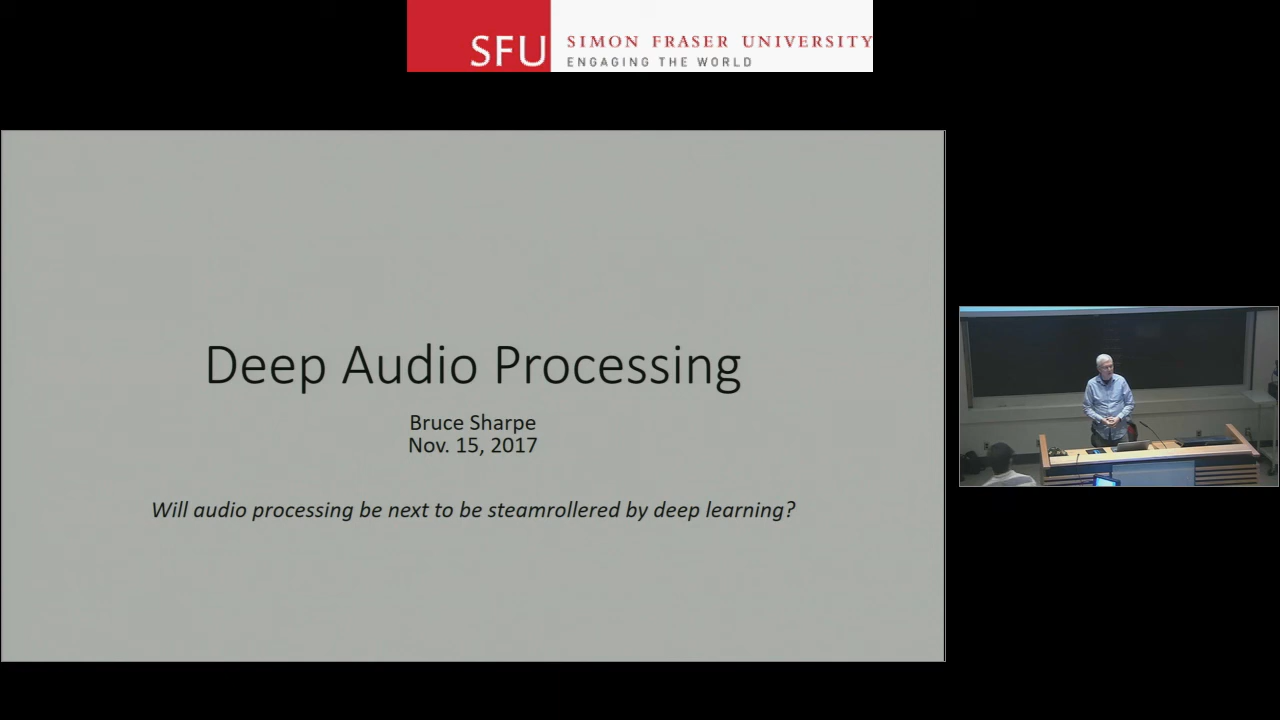 SFU
SIMON FRASER UNIVERSITY
ENGAGING THE WORLD
Deep Audio Processing
Bruce Sharpe
Nov. 15, 2017
Will audio processing be next to be steamrollered by deep learning?